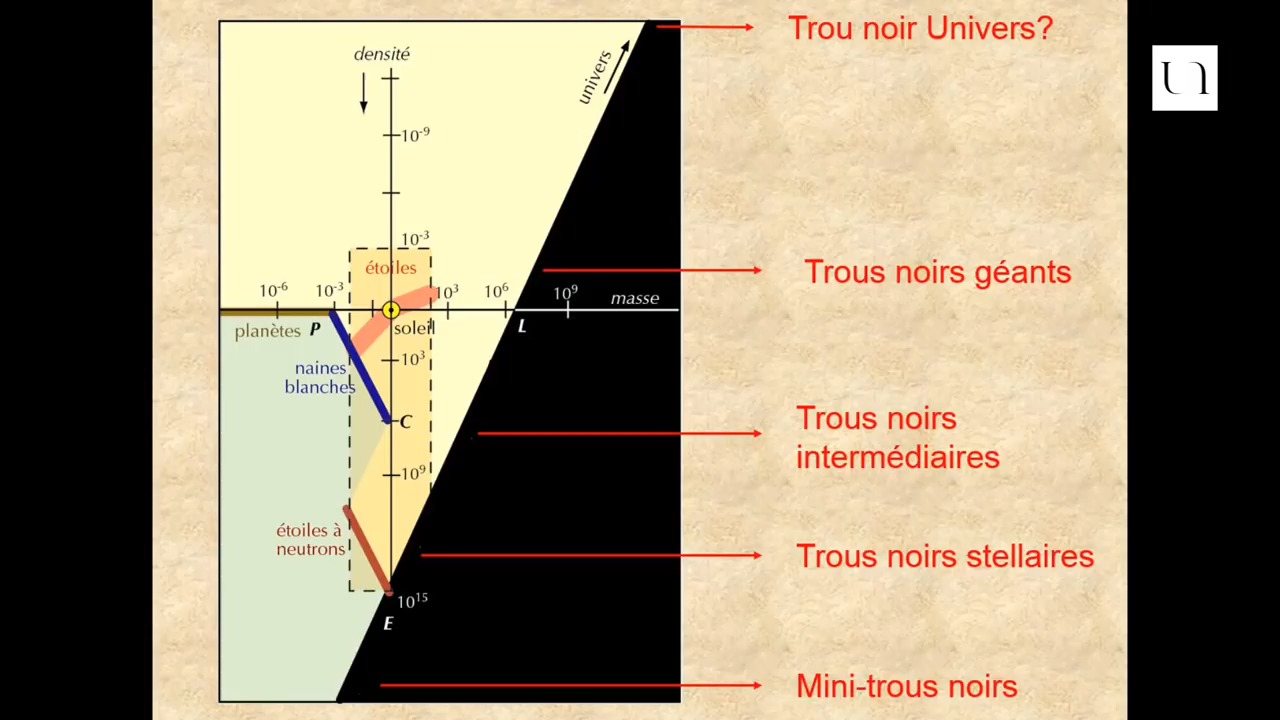 Trou noir Univers?
densité
univers
10-9
10-3
étoiles
Trous noirs géants
10-6
10-3
103
106
109
masse
planètes P
soleil
L
103
naines
blanches
C
Trous noirs
intermédiaires
109
étoiles à
neutrons
Trous noirs stellaires
1015
E
Mini-trous noirs